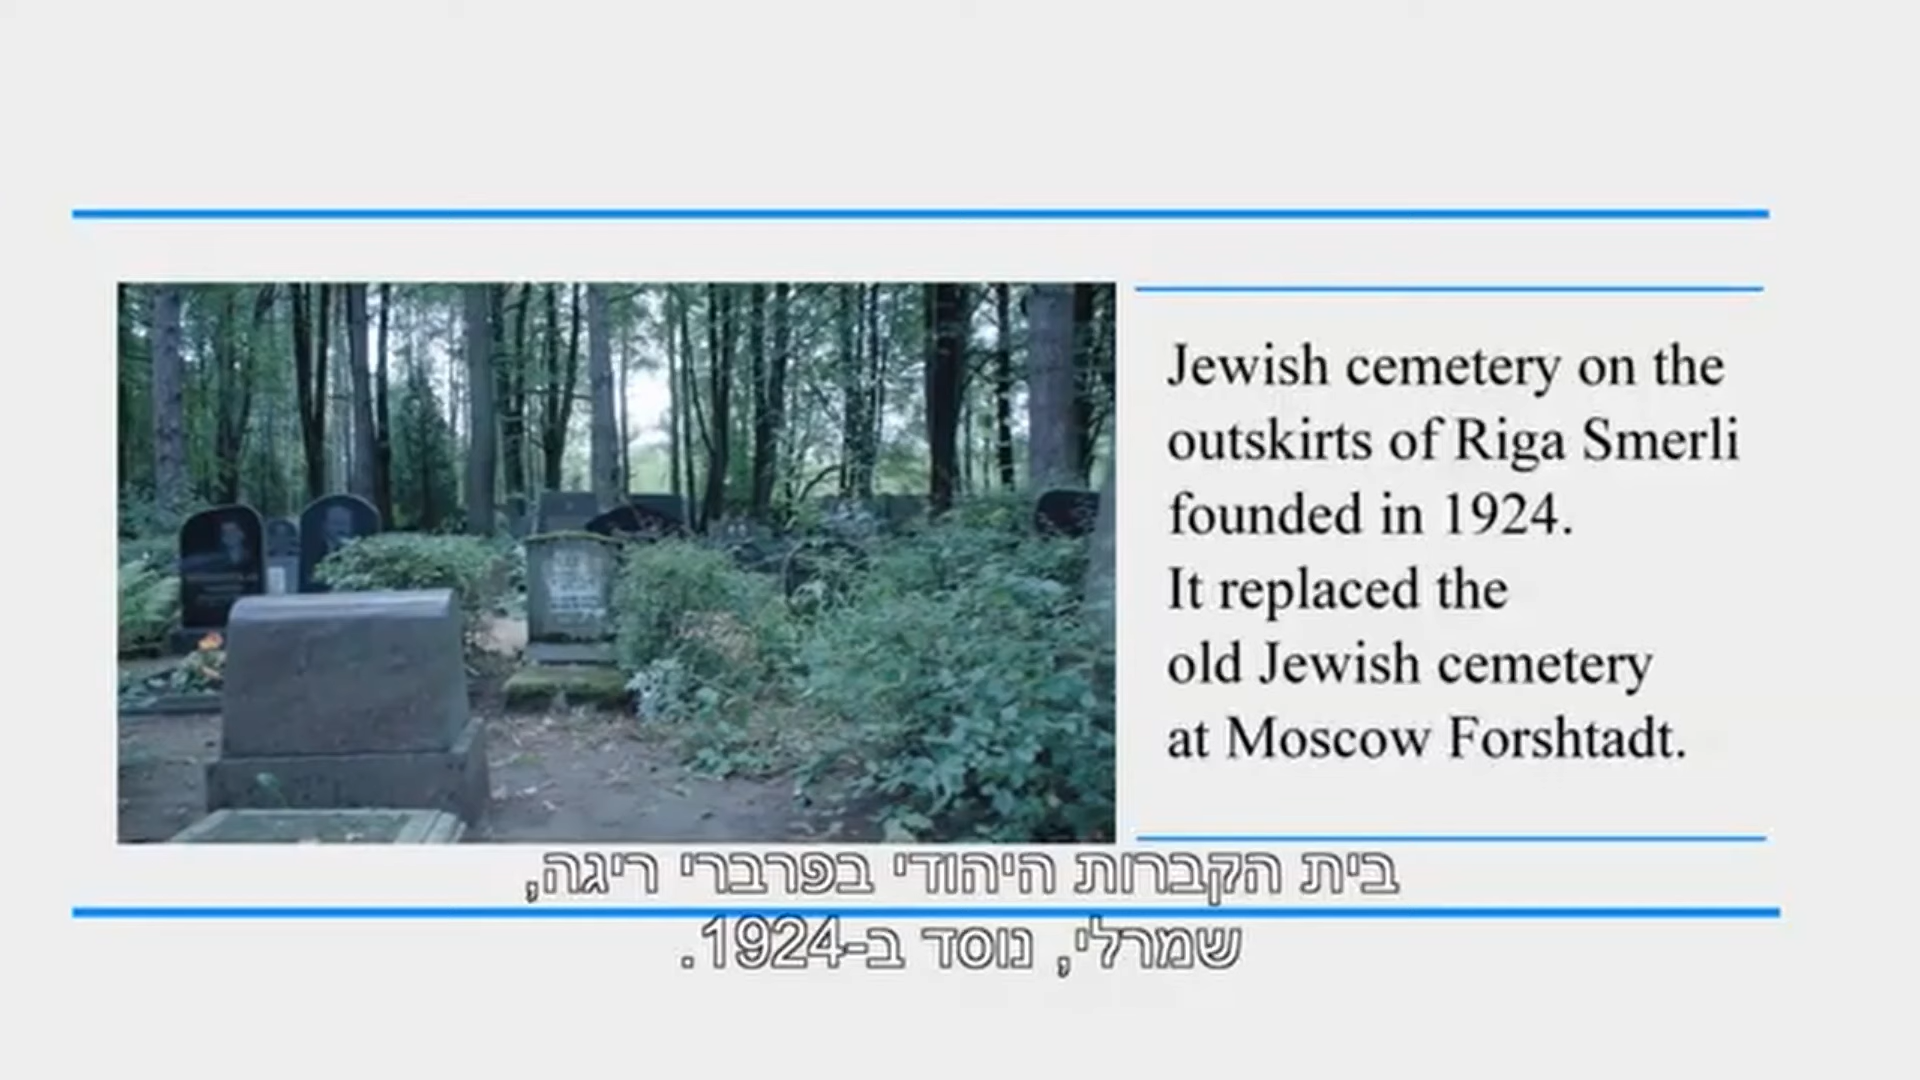 Jewish cemetery on the
outskirts of Riga Smerli
founded in 1924.
It replaced the
old Jewish cemetery
at Moscow Forshtadt.
בית הקברות היהודי בפרברי ריגה,
שמרלי, נוסד ב-1924.